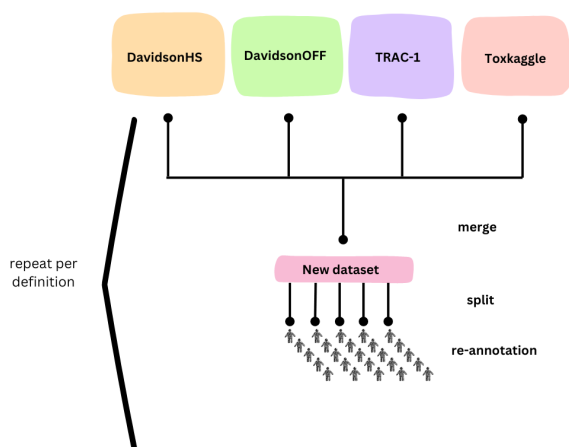 DavidsonHS
DavidsonOFF
TRAC-1
Toxkaggle
merge
repeat per
definition
New dataset
split
re-annotation